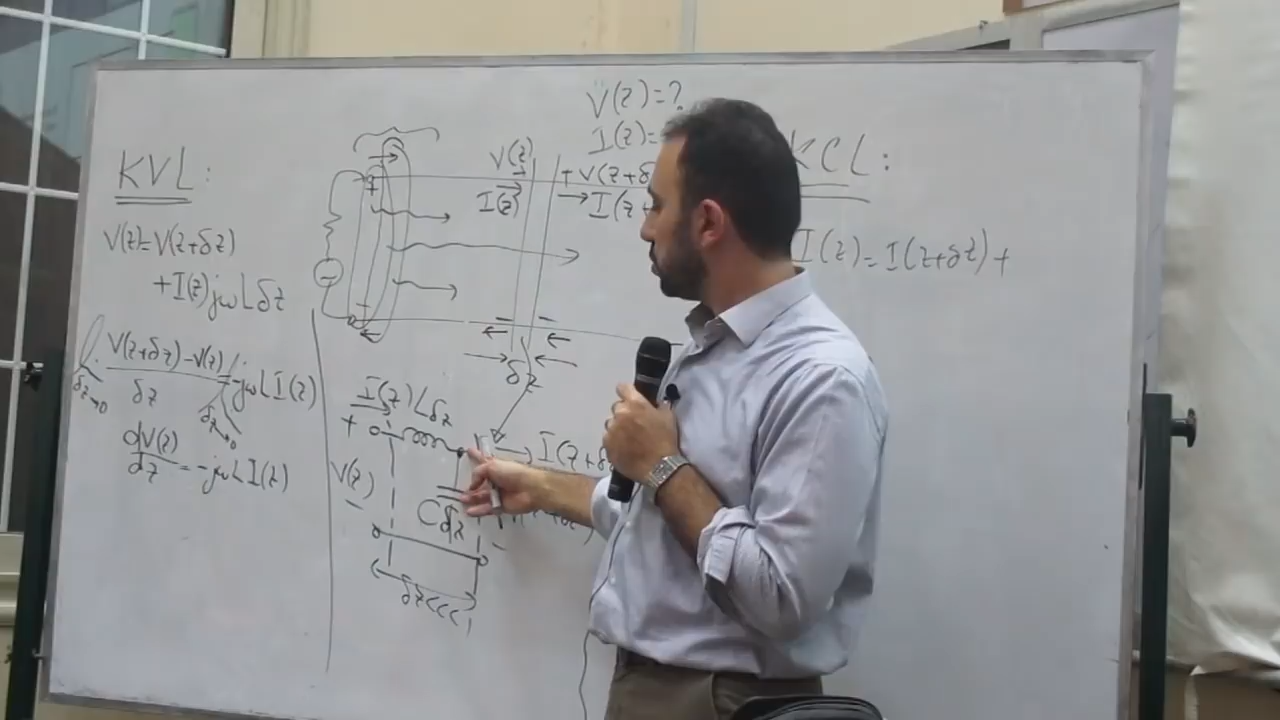 V(z)=?
I(z)=
KVL:
V(z)=V(z+δz)
+I(z)jωLδz
V(z+δz)-V(z)
δz
=-jωLI(z)
δz→0
δz→0
dV(z)
dz
=-jωLI(z)
V(z)
I(z)
+V(z+δ
→I(z+
δz
I(z) Lδz
+
V(z)
-
I(z+δ
Cδz
-
δz<<<
KCL:
I(z)=I(z+δz)+